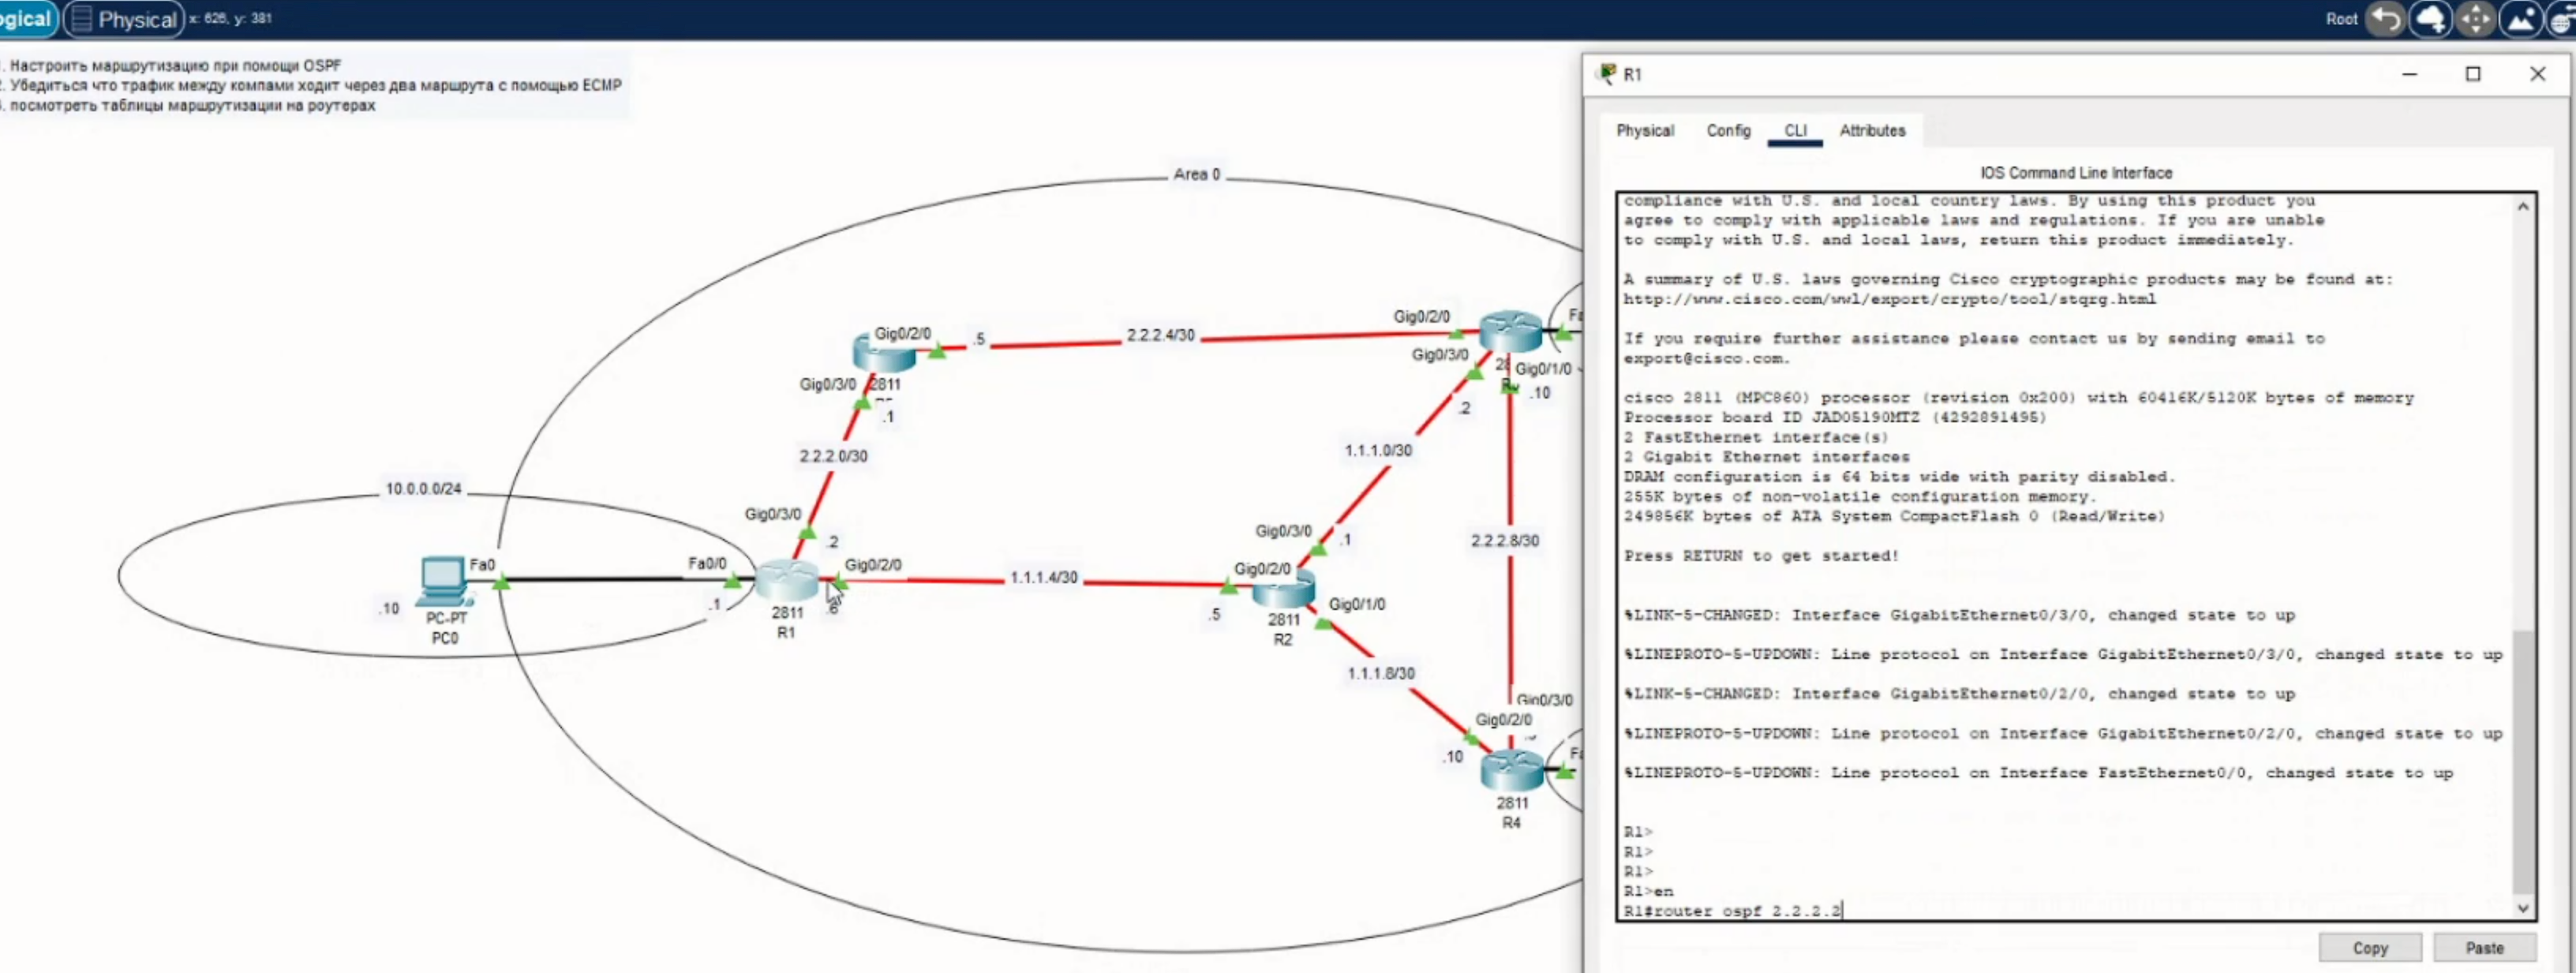 ogical Physical x: 626, y: 381
Root
. Настроить маршрутизацию при помощи OSPF
. Убедиться что трафик между компами ходит через два маршрута с помощью ECMP
. посмотреть таблицы маршрутизации на роутерах
Area 0
Gig0/2/0
.5
2.2.2.4/30
Gig0/2/0
Gig0/3/0
Gig0/1/0
.10
.2
Gig0/3/0
2811
.1
2.2.2.0/30
1.1.1.0/30
10.0.0.0/24
Gig0/3/0
.2
Gig0/3/0
.1
2.2.2.8/30
Fa0
Fa0/0
Gig0/2/0
1.1.1.4/30
Gig0/2/0
.10
PC-PT
PC0
.1
2811
R1
.6
.5
2811
R2
Gig0/1/0
1.1.1.8/30
Gig0/3/0
Gig0/2/0
.10
2811
R4
R1
Physical Config CLI Attributes
IOS Command Line Interface
compliance with U.S. and local country laws. By using this product you
agree to comply with applicable laws and regulations. If you are unable
to comply with U.S. and local laws, return this product immediately.
A summary of U.S. laws governing Cisco cryptographic products may be found at:
http://www.cisco.com/wwl/export/crypto/tool/stqrg.html
If you require further assistance please contact us by sending email to
export@cisco.com.
cisco 2811 (MPC860) processor (revision 0x200) with 60416K/5120K bytes of memory
Processor board ID JAD05190MTZ (4292891495)
2 FastEthernet interface(s)
2 Gigabit Ethernet interfaces
DRAM configuration is 64 bits wide with parity disabled.
255K bytes of non-volatile configuration memory.
249856K bytes of ATA System CompactFlash 0 (Read/Write)
Press RETURN to get started!
%LINK-5-CHANGED: Interface GigabitEthernet0/3/0, changed state to up
%LINEPROTO-5-UPDOWN: Line protocol on Interface GigabitEthernet0/3/0, changed state to up
%LINK-5-CHANGED: Interface GigabitEthernet0/2/0, changed state to up
%LINEPROTO-5-UPDOWN: Line protocol on Interface GigabitEthernet0/2/0, changed state to up
%LINEPROTO-5-UPDOWN: Line protocol on Interface FastEthernet0/0, changed state to up
R1>
R1>
R1>
R1>en
R1#router ospf 2.2.2.2
Copy Paste